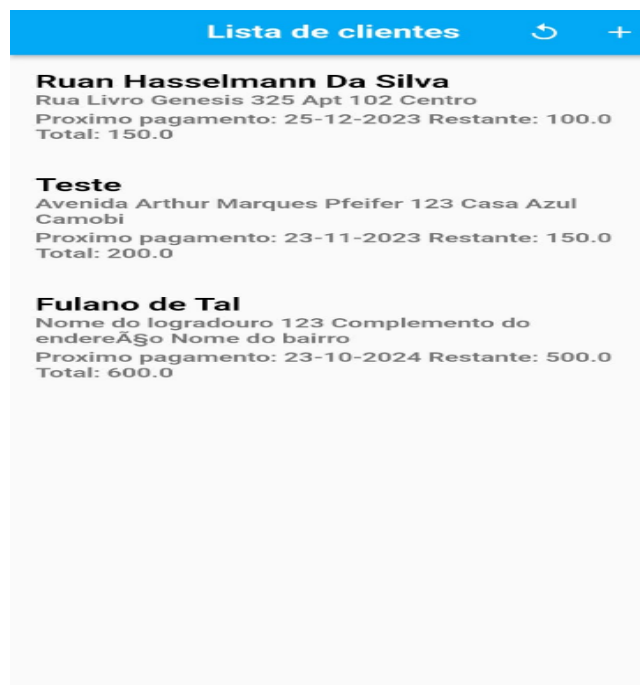 Lista de clientes
Ruan Hasselmann Da Silva
Rua Livro Genesis 325 Apt 102 Centro
Proximo pagamento: 25-12-2023 Restante: 100.0
Total: 150.0
Teste
Avenida Arthur Marques Pfeifer 123 Casa Azul
Camobi
Proximo pagamento: 23-11-2023 Restante: 150.0
Total: 200.0
Fulano de Tal
Nome do logradouro 123 Complemento do
endereÃ§o Nome do bairro
Proximo pagamento: 23-10-2024 Restante: 500.0
Total: 600.0